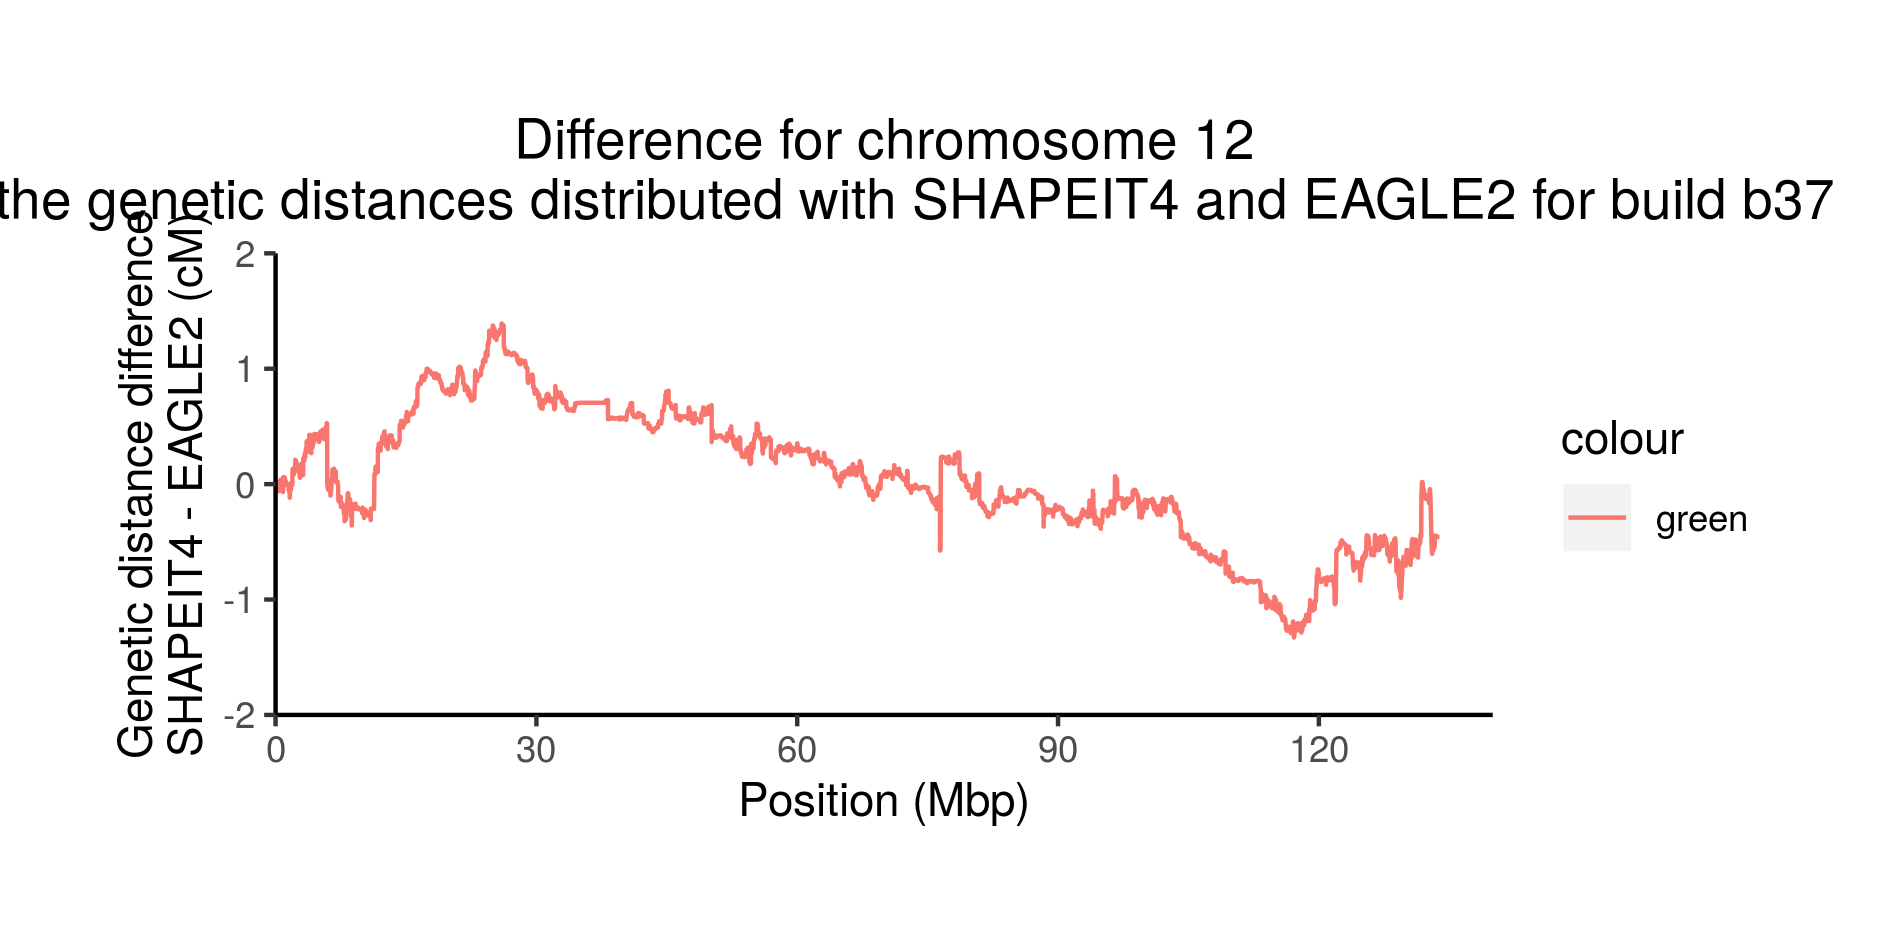 Difference for chromosome 12
the genetic distances distributed with SHAPEIT4 and EAGLE2 for build b37
Genetic distance difference
SHAPEIT4 - EAGLE2 (cM)
2
1
0
-1
-2
0 30 60 90 120
Position (Mbp)
colour
green